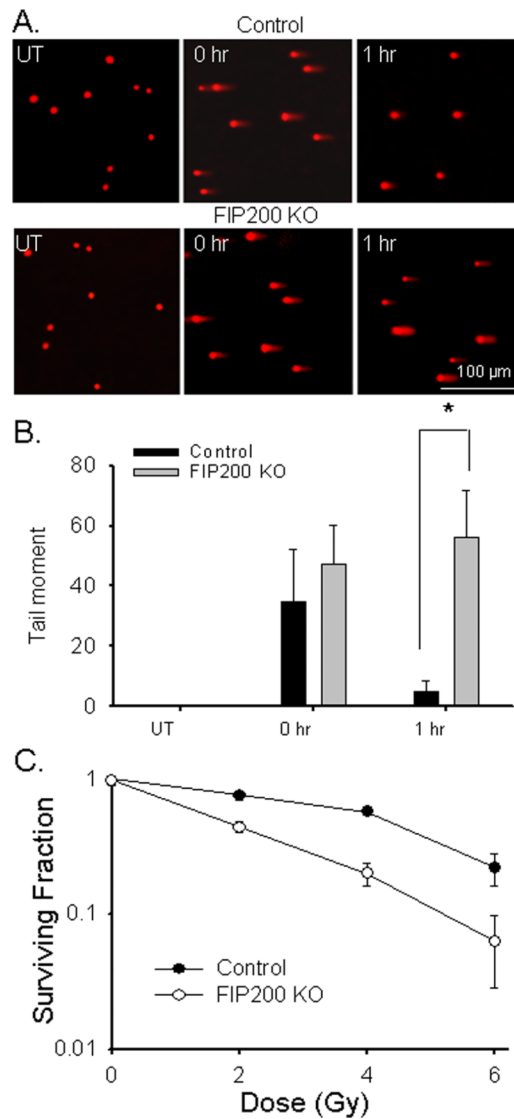 A.
Control
UT
0 hr
1 hr
FIP200 KO
UT
0 hr
1 hr
100 µm
B.
*
Control
FIP200 KO
80
60
40
20
0
Tail moment
UT
0 hr
1 hr
C.
1
0.1
0.01
Surviving Fraction
Control
FIP200 KO
0
2
4
6
Dose (Gy)